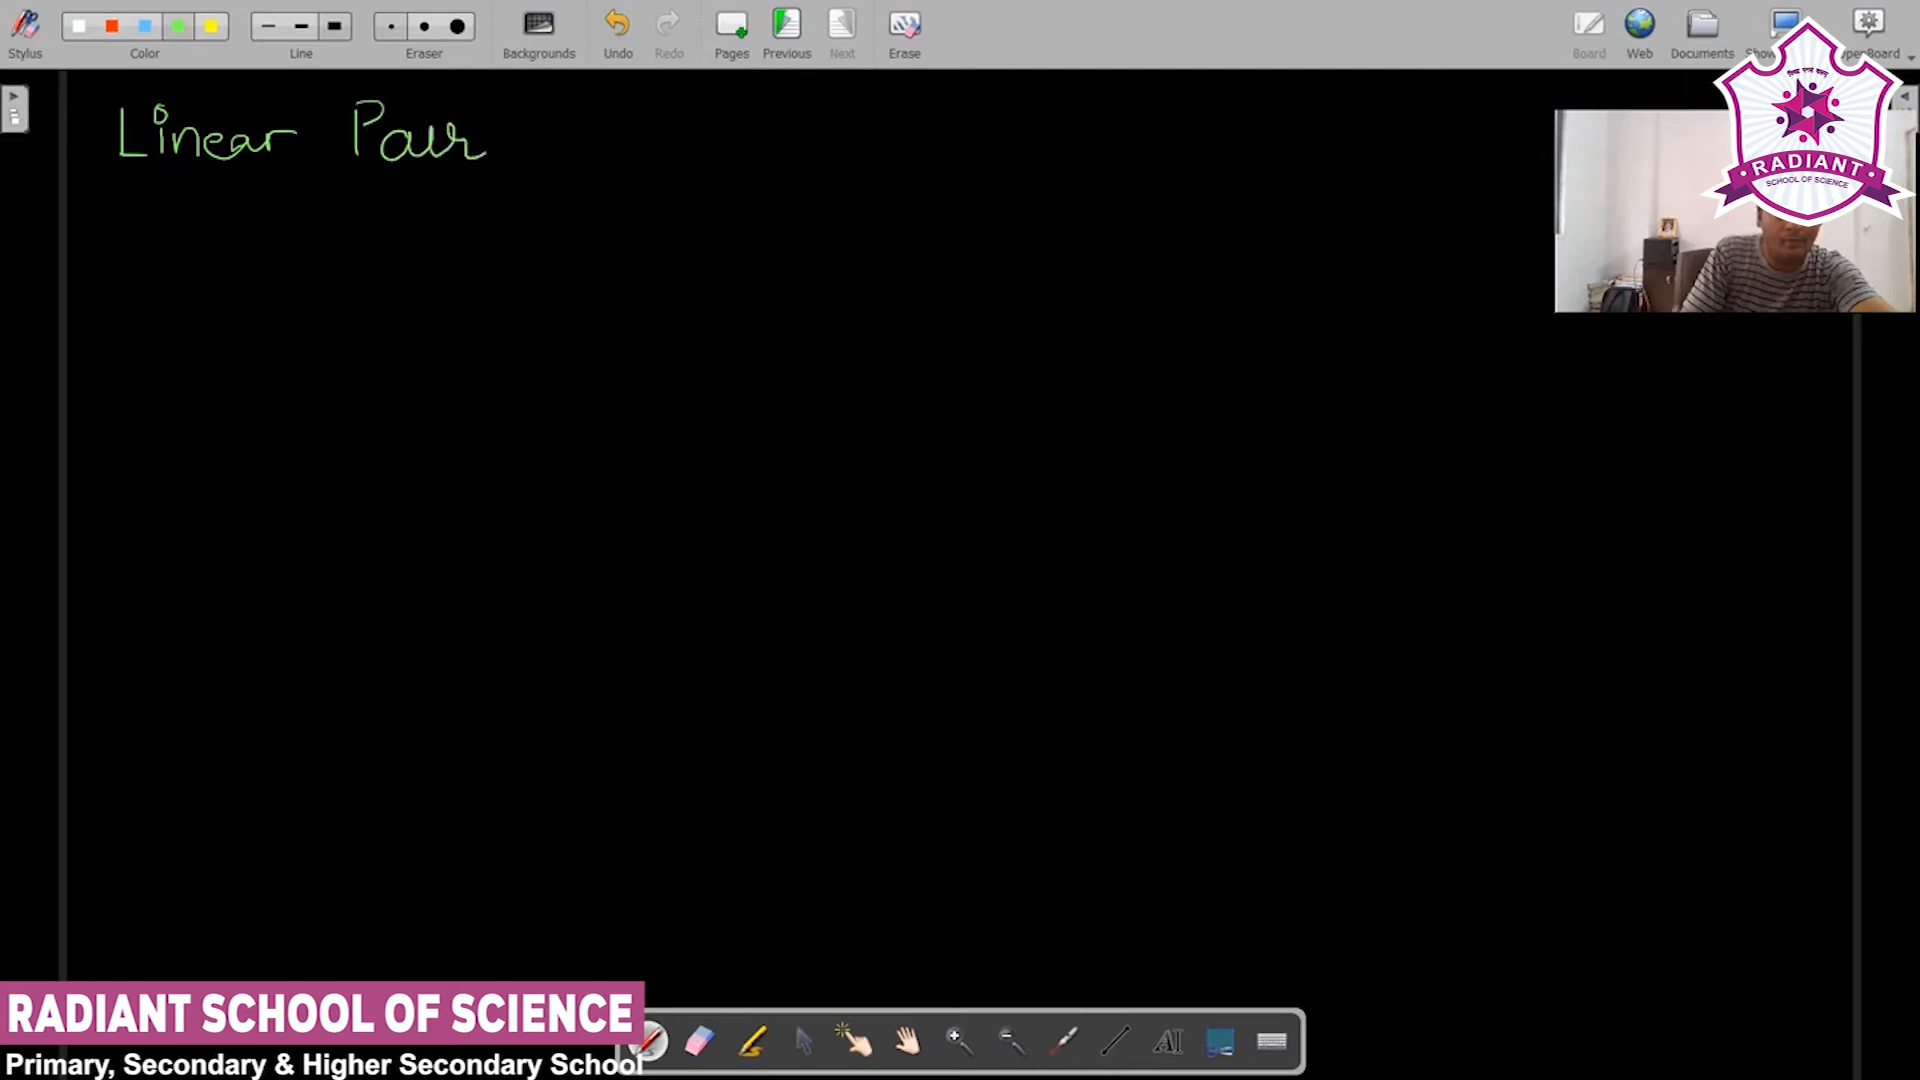 Stylus Color Line Eraser Backgrounds Undo Redo Pages Previous Next Erase Board Web Documents
Linear Pair
RADIANT
SCHOOL OF SCIENCE
RADIANT SCHOOL OF SCIENCE
Primary, Secondary & Higher Secondary School